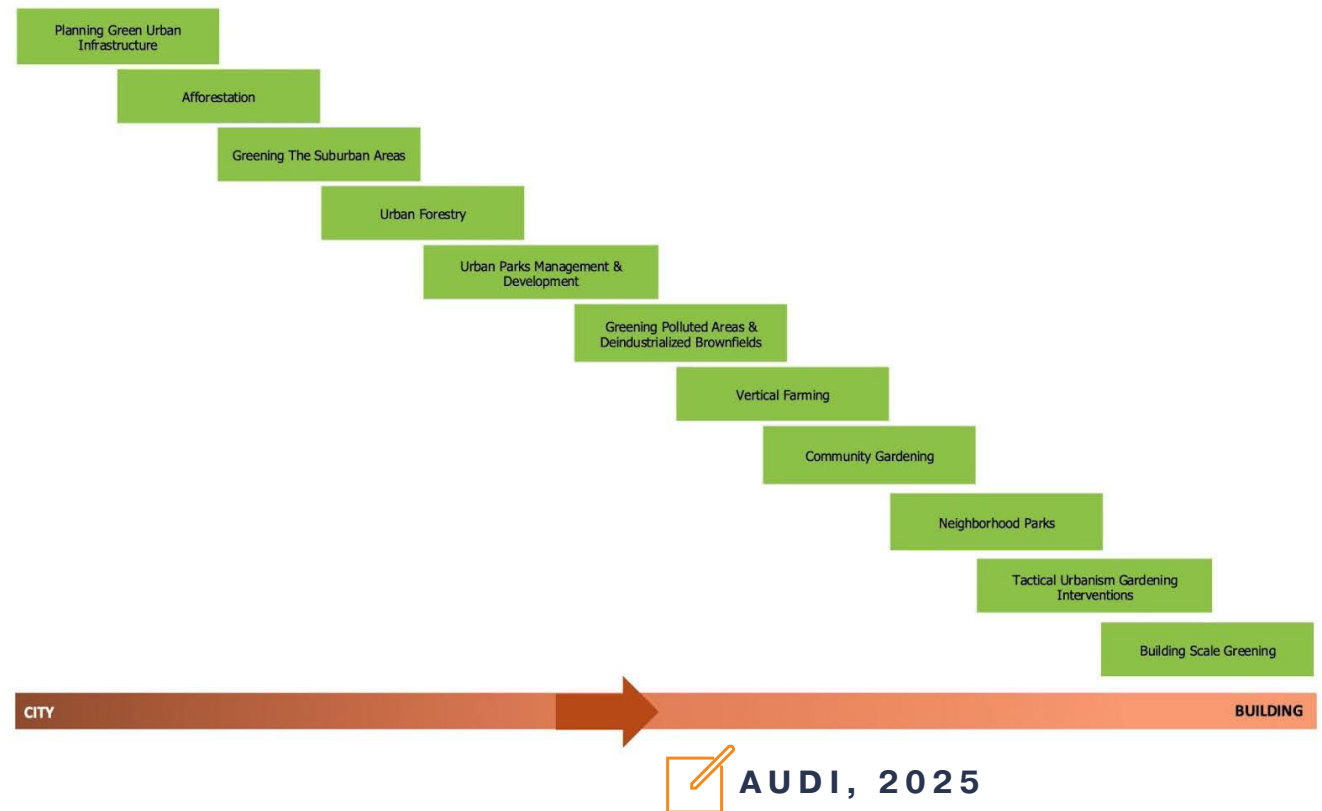 Planning Green Urban
Infrastructure
Afforestation
Greening The Suburban Areas
Urban Forestry
Urban Parks Management &
Development
Greening Polluted Areas &
Deindustrialized Brownfields
Vertical Farming
Community Gardening
Neighborhood Parks
Tactical Urbanism Gardening
Interventions
Building Scale Greening
CITY
BUILDING
AUDI, 2025